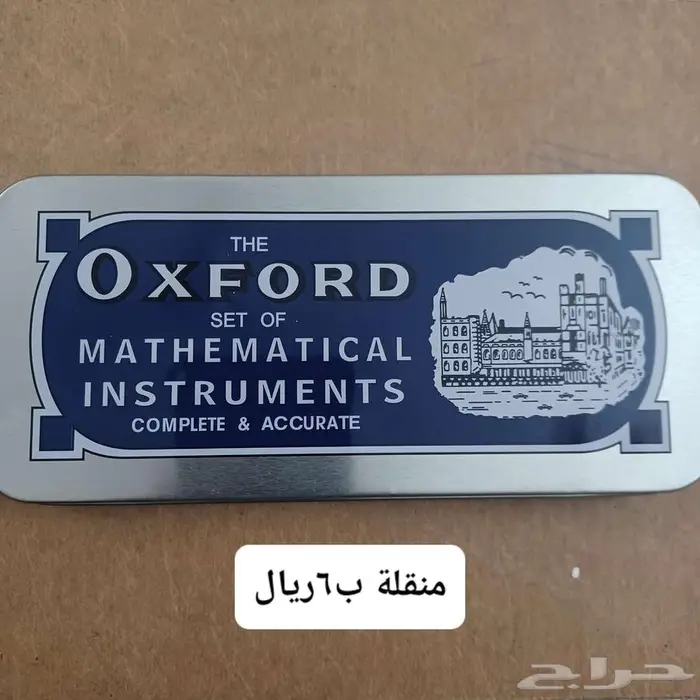 THE
OXFORD
SET OF
MATHEMATICAL
INSTRUMENTS
COMPLETE & ACCURATE
منقلة ب٦ريال
حراج